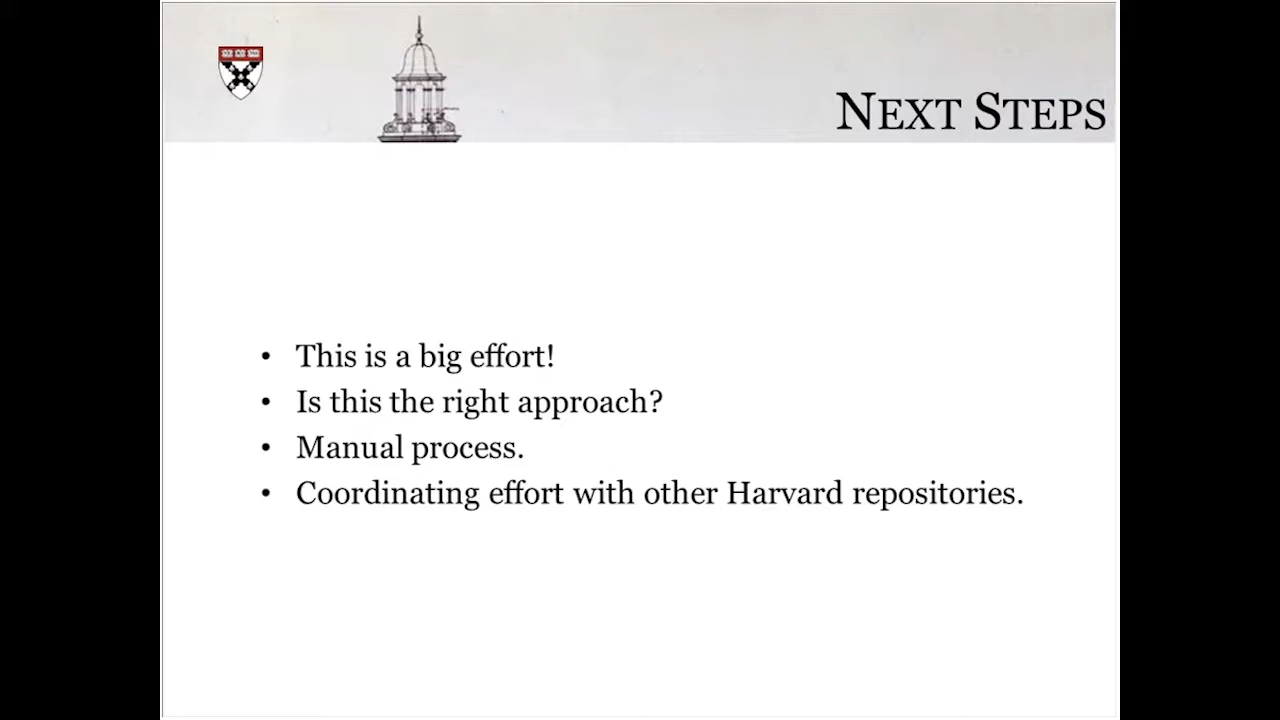 NEXT STEPS
• This is a big effort!
• Is this the right approach?
• Manual process.
• Coordinating effort with other Harvard repositories.